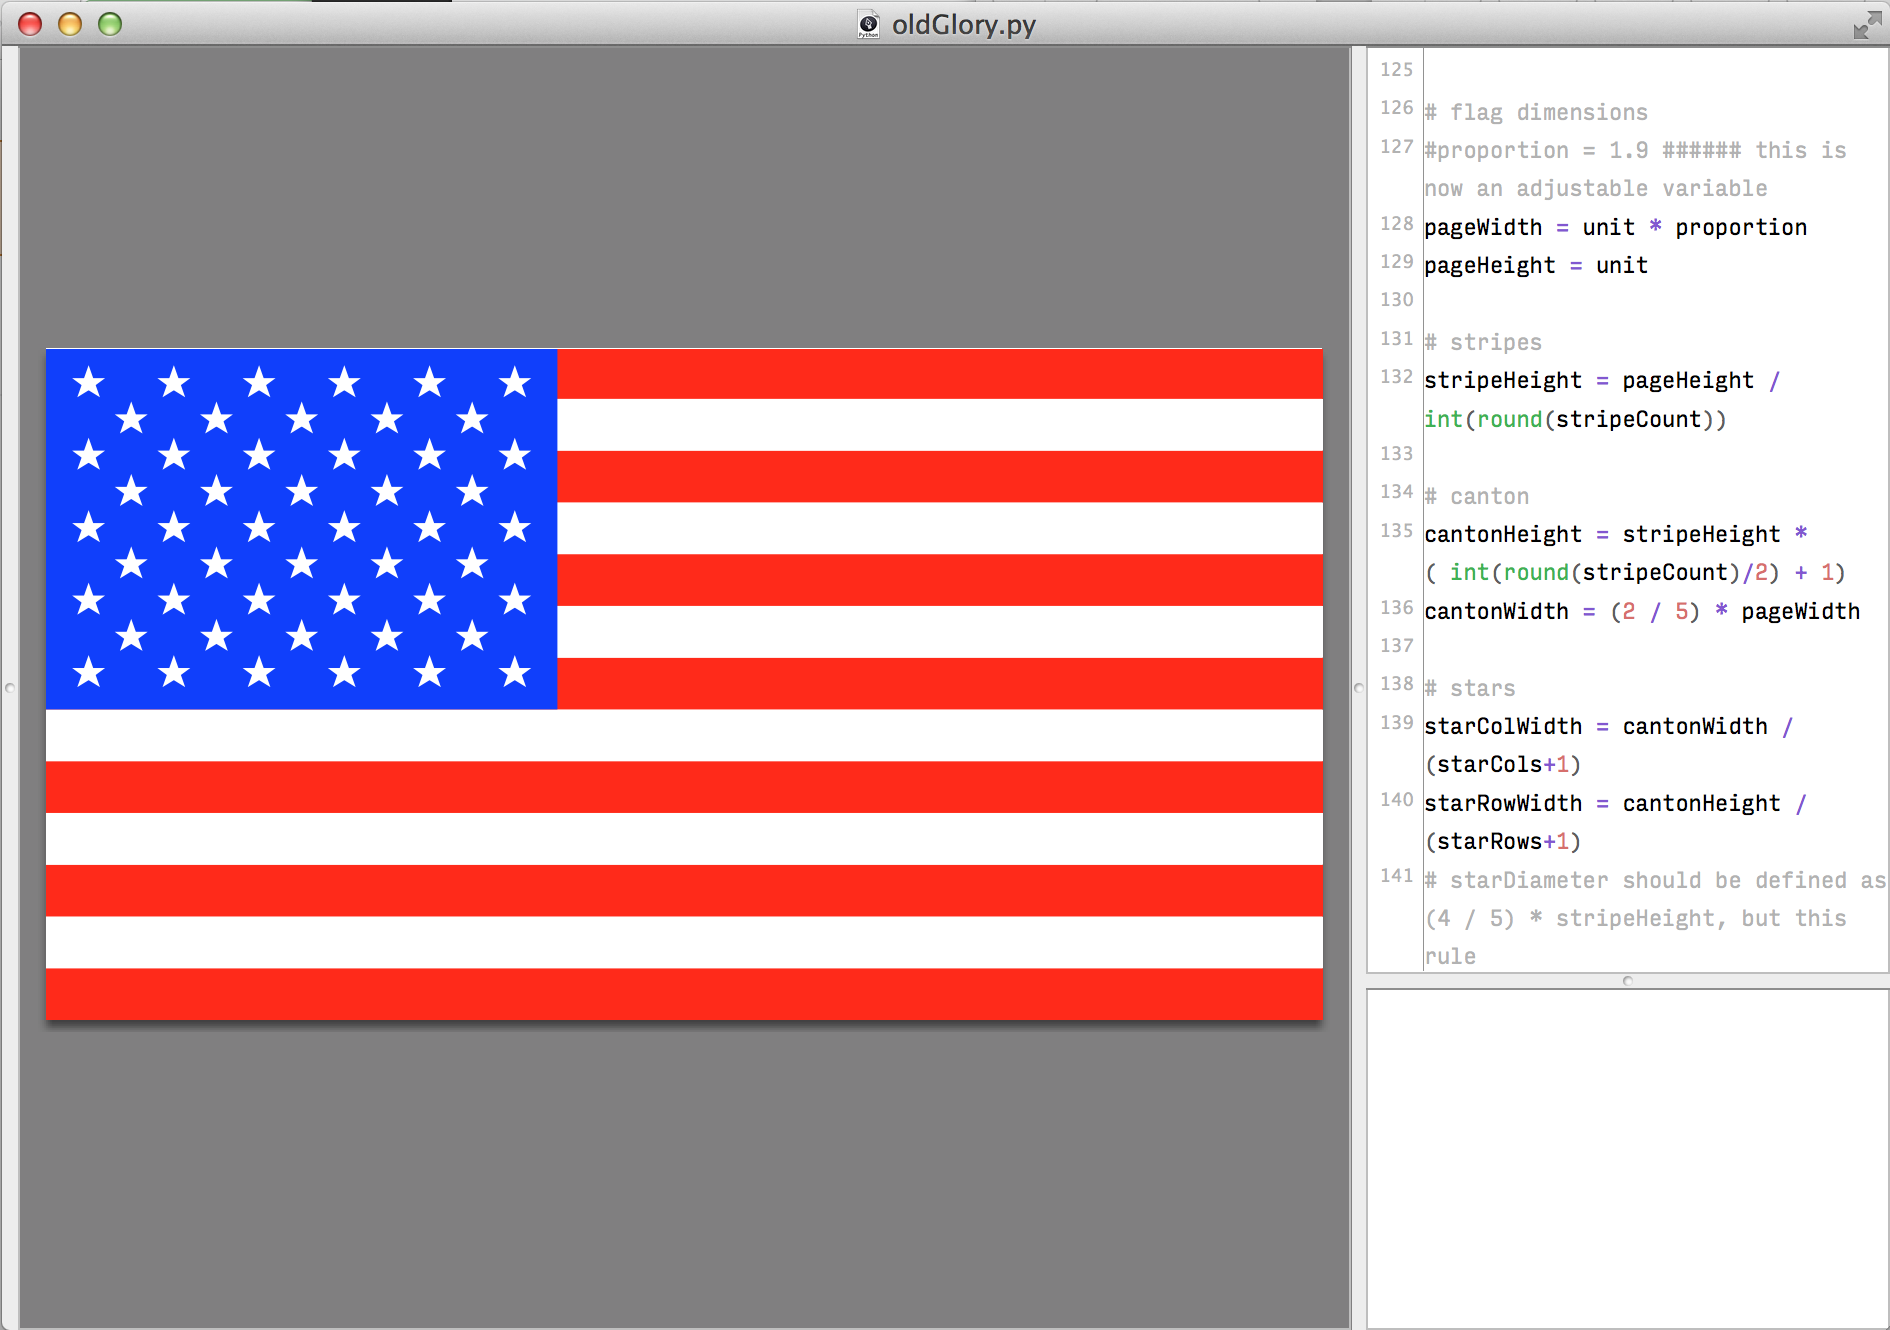 oldGlory.py
125
126 # flag dimensions
127 #proportion = 1.9 ###### this is
now an adjustable variable
128 pageWidth = unit * proportion
129 pageHeight = unit
130
131 # stripes
132 stripeHeight = pageHeight /
int(round(stripeCount))
133
134 # canton
135 cantonHeight = stripeHeight *
( int(round(stripeCount)/2) + 1)
136 cantonWidth = (2 / 5) * pageWidth
137
138 # stars
139 starColWidth = cantonWidth /
(starCols+1)
140 starRowWidth = cantonHeight /
(starRows+1)
141 # starDiameter should be defined as
(4 / 5) * stripeHeight, but this
rule